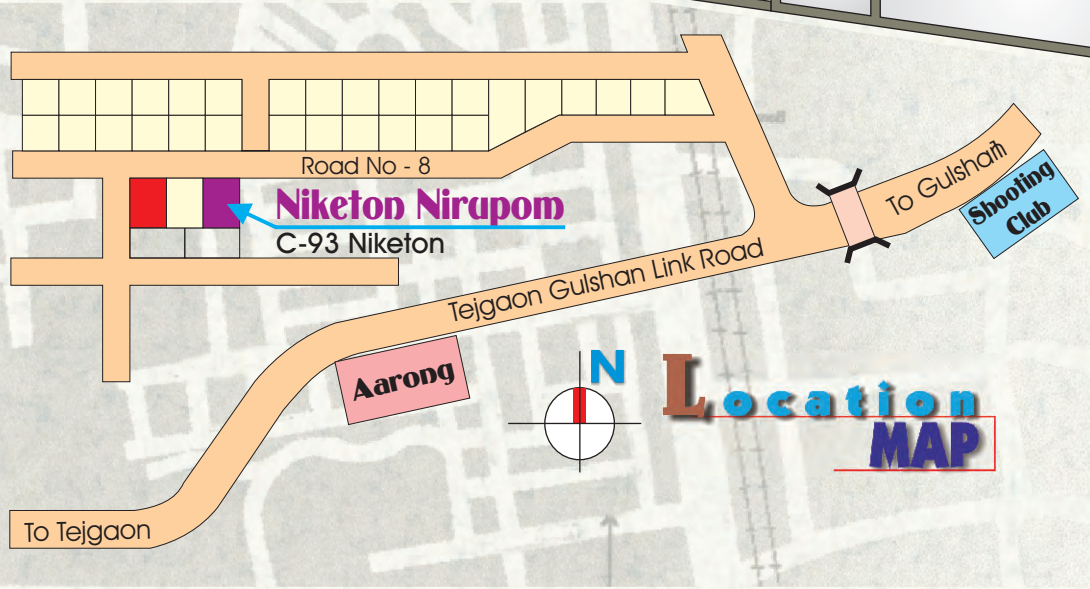 Road No - 8
Niketon Nirupom
C-93 Niketon
To Gulshan
Shooting
Club
Tejgaon Gulshan Link Road
Aarong
N
Location
MAP
To Tejgaon